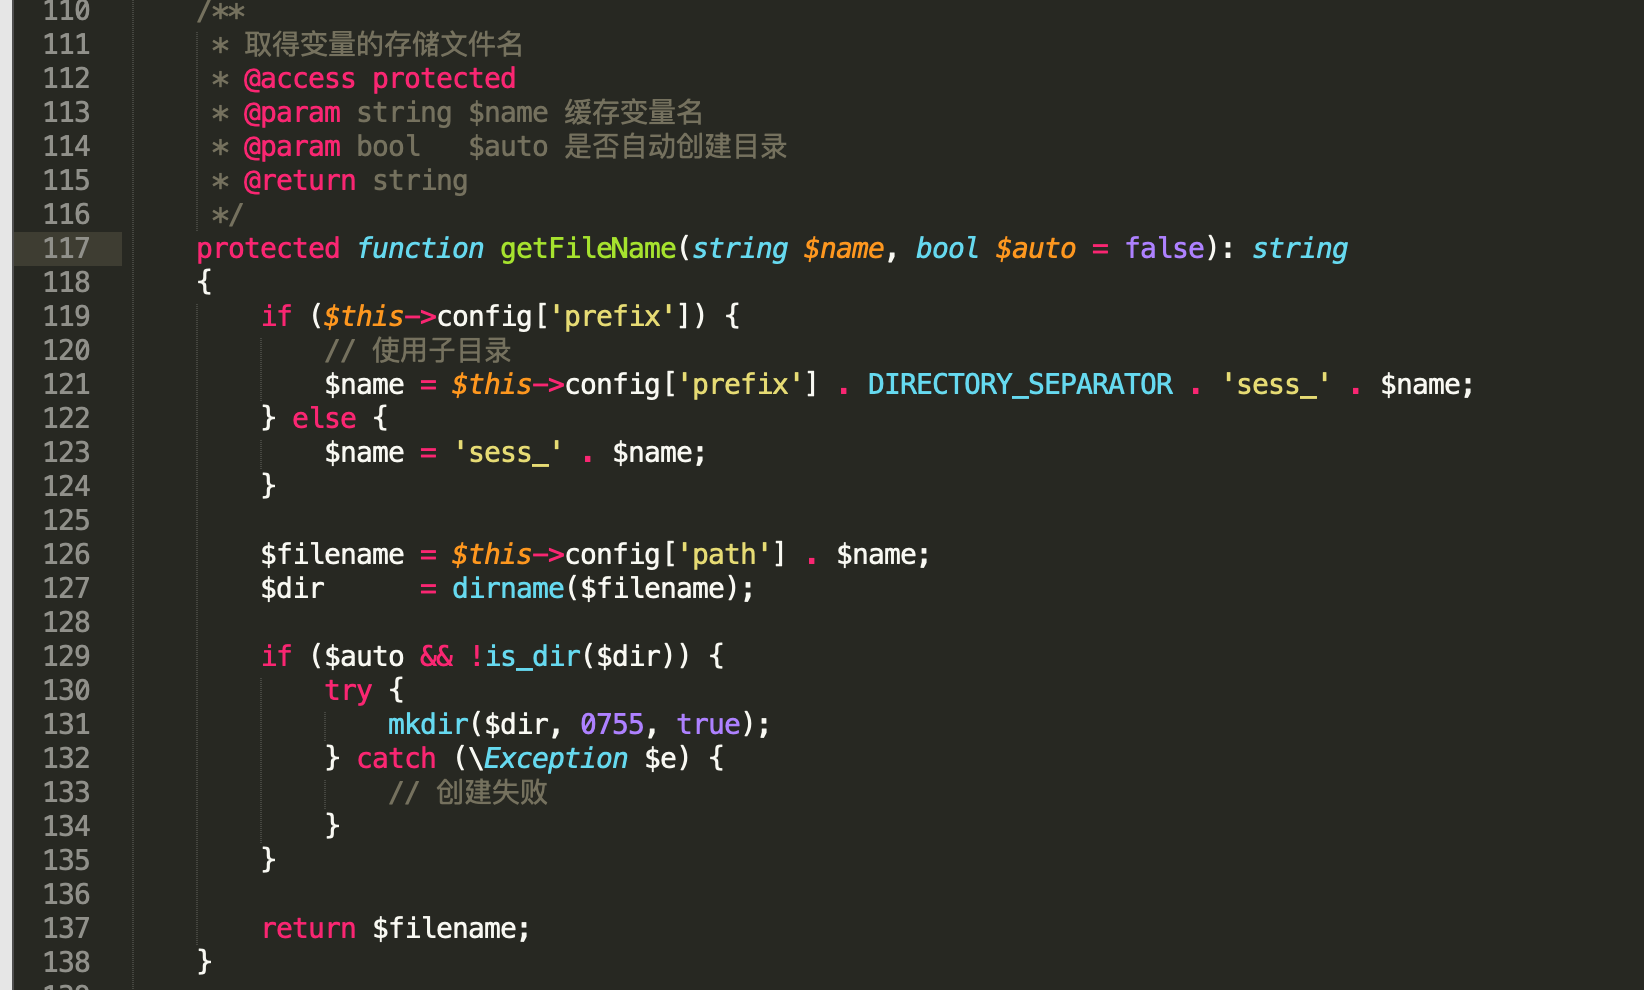 110 /**
111 * 取得变量的存储文件名
112 * @access protected
113 * @param string $name 缓存变量名
114 * @param bool   $auto 是否自动创建目录
115 * @return string
116 */
117 protected function getFileName(string $name, bool $auto = false): string
118 {
119 if ($this->config['prefix']) {
120 // 使用子目录
121 $name = $this->config['prefix'] . DIRECTORY_SEPARATOR . 'sess_' . $name;
122 } else {
123 $name = 'sess_' . $name;
124 }
125
126 $filename = $this->config['path'] . $name;
127 $dir      = dirname($filename);
128
129 if ($auto && !is_dir($dir)) {
130 try {
131 mkdir($dir, 0755, true);
132 } catch (\Exception $e) {
133 // 创建失败
134 }
135 }
136
137 return $filename;
138 }